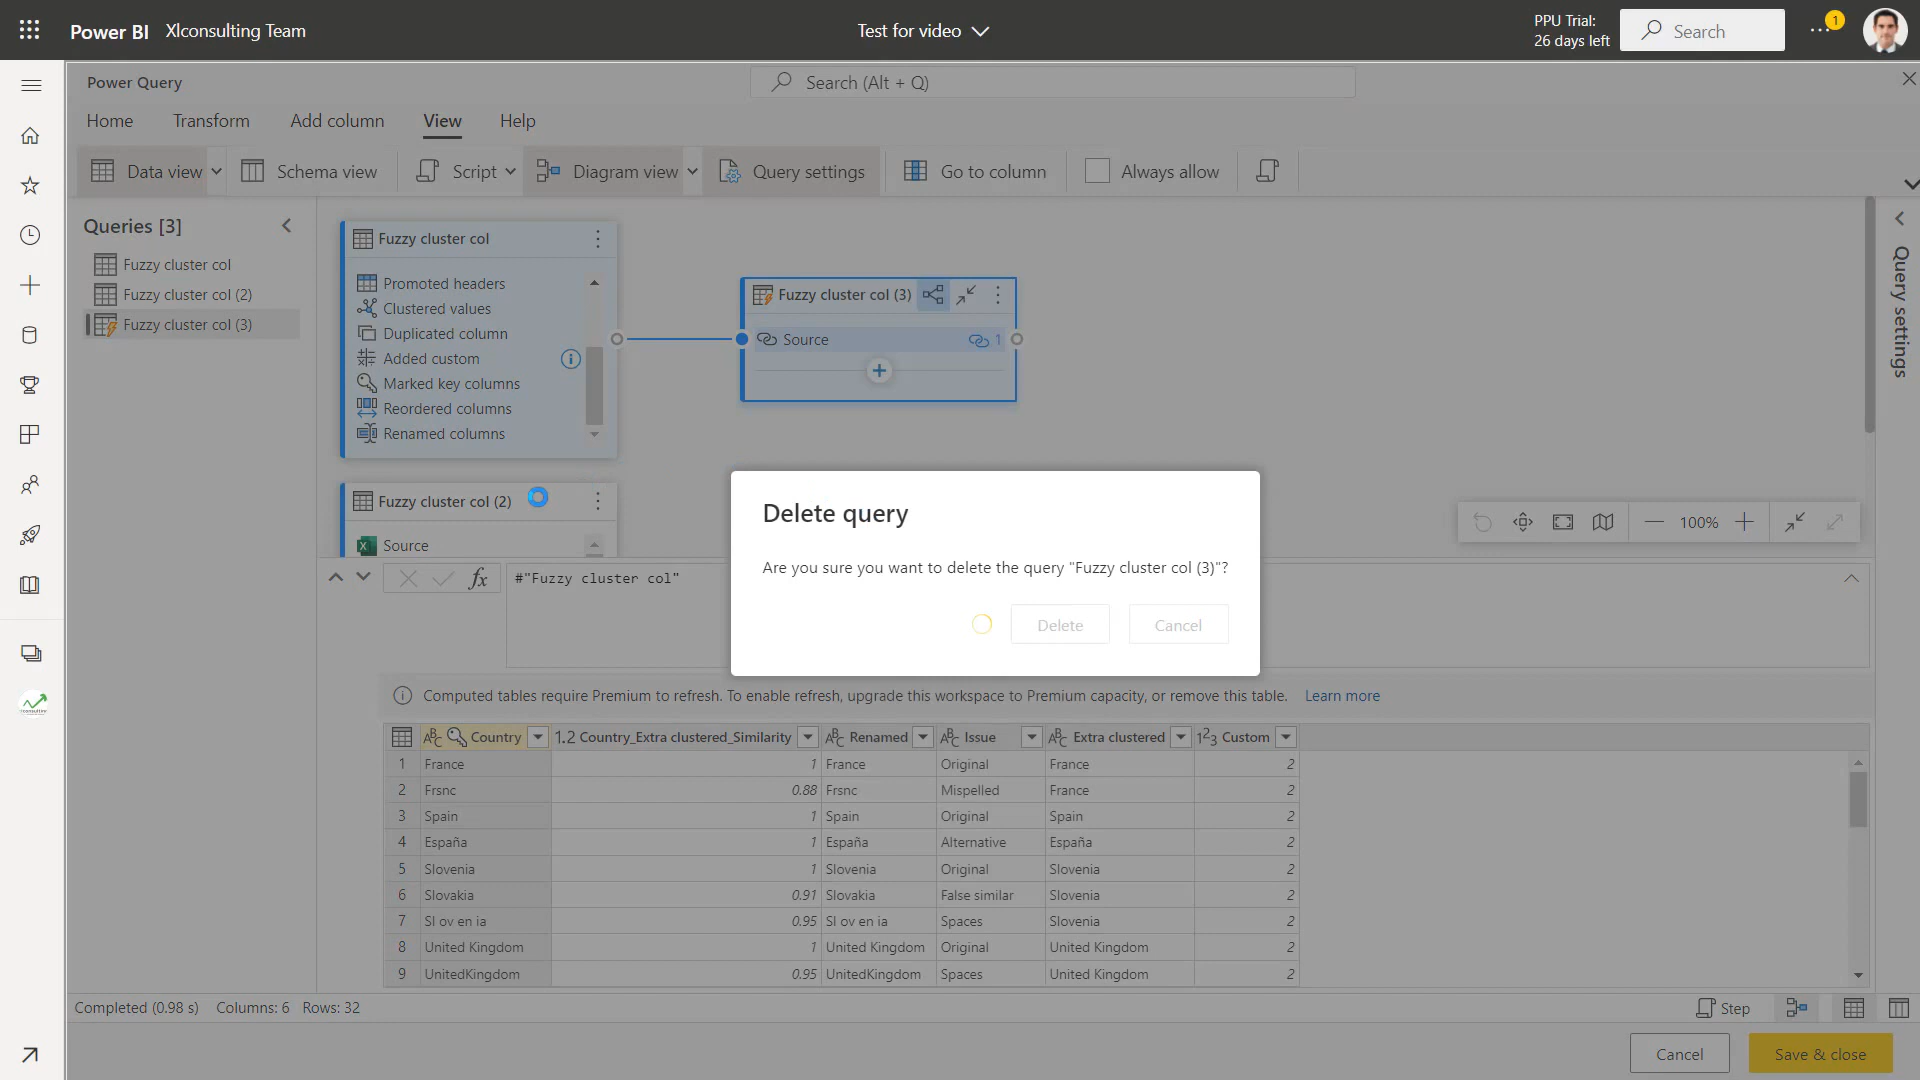 Power BI Xlconsulting Team
Test for video
PPU Trial:
26 days left
Search
1
Power Query
Search (Alt + Q)
Home Transform Add column View Help
Data view Schema view Script Diagram view Query settings Go to column Always allow
Queries [3]
Fuzzy cluster col
Fuzzy cluster col (2)
Fuzzy cluster col (3)
Fuzzy cluster col
Promoted headers
Clustered values
Duplicated column
Added custom
Marked key columns
Reordered columns
Renamed columns
Fuzzy cluster col (3)
Source 1
Fuzzy cluster col (2)
Source
Query settings
100%
Delete query
Are you sure you want to delete the query "Fuzzy cluster col (3)"?
Delete Cancel
fx #"Fuzzy cluster col"
Computed tables require Premium to refresh. To enable refresh, upgrade this workspace to Premium capacity, or remove this table. Learn more
ABC Country 1.2 Country_Extra clustered_Similarity ABC Renamed ABC Issue ABC Extra clustered 123 Custom
1 France 1 France Original France 2
2 Frsnc 0.88 Frsnc Mispelled France 2
3 Spain 1 Spain Original Spain 2
4 España 1 España Alternative España 2
5 Slovenia 1 Slovenia Original Slovenia 2
6 Slovakia 0.91 Slovakia False similar Slovenia 2
7 Sl ov en ia 0.95 Sl ov en ia Spaces Slovenia 2
8 United Kingdom 1 United Kingdom Original United Kingdom 2
9 UnitedKingdom 0.95 UnitedKingdom Spaces United Kingdom 2
Completed (0.98 s) Columns: 6 Rows: 32
Step
Cancel Save & close